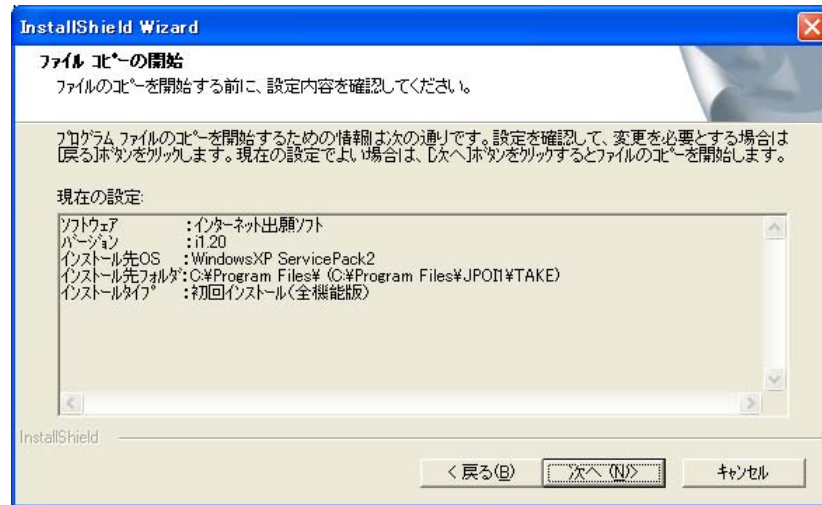 InstallShield Wizard
ファイル コピーの開始
ファイルのコピーを開始する前に、設定内容を確認してください。
プログラム ファイルのコピーを開始するための情報は次の通りです。設定を確認して、変更を必要とする場合は
[戻る]ボタンをクリックします。現在の設定でよい場合は、[次へ]ボタンをクリックするとファイルのコピーを開始します。
現在の設定:
ソフトウェア :インターネット出願ソフト
バージョン :i1.20
インストール先OS :WindowsXP ServicePack2
インストール先フォルダ:C:¥Program Files¥ (C:¥Program Files¥JPO¥TAKE)
インストールタイプ :初回インストール(全機能版)
InstallShield
< 戻る(B)
次へ (N)>
キャンセル